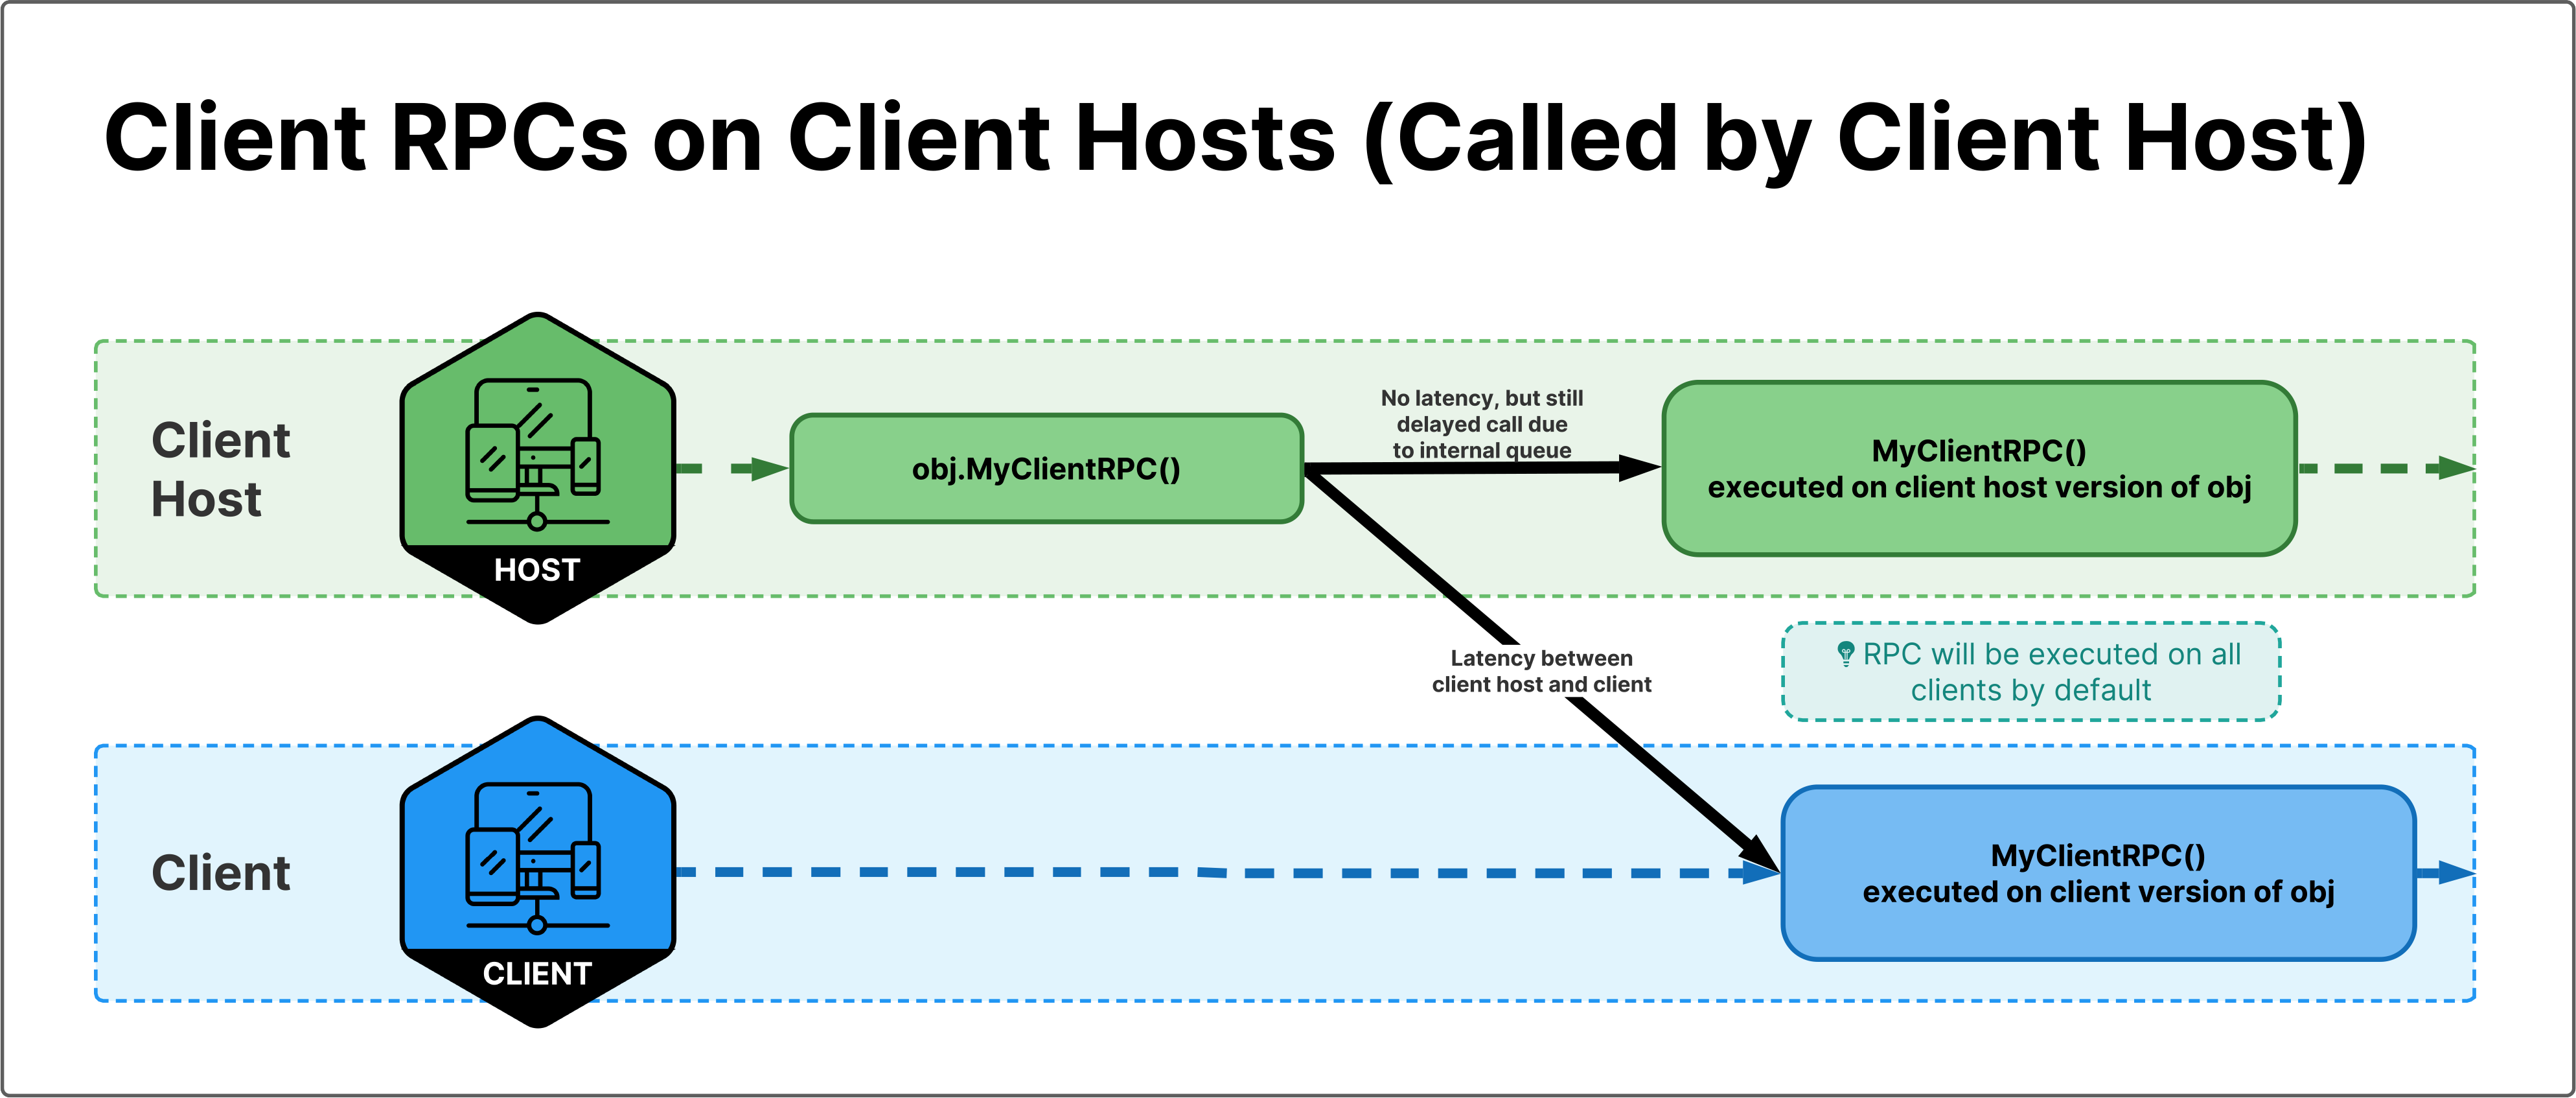 Client RPCs on Client Hosts (Called by Client Host)
Client
Host
HOST
obj.MyClientRPC()
No latency, but still
delayed call due
to internal queue
MyClientRPC()
executed on client host version of obj
Latency between
client host and client
RPC will be executed on all
clients by default
Client
CLIENT
MyClientRPC()
executed on client version of obj